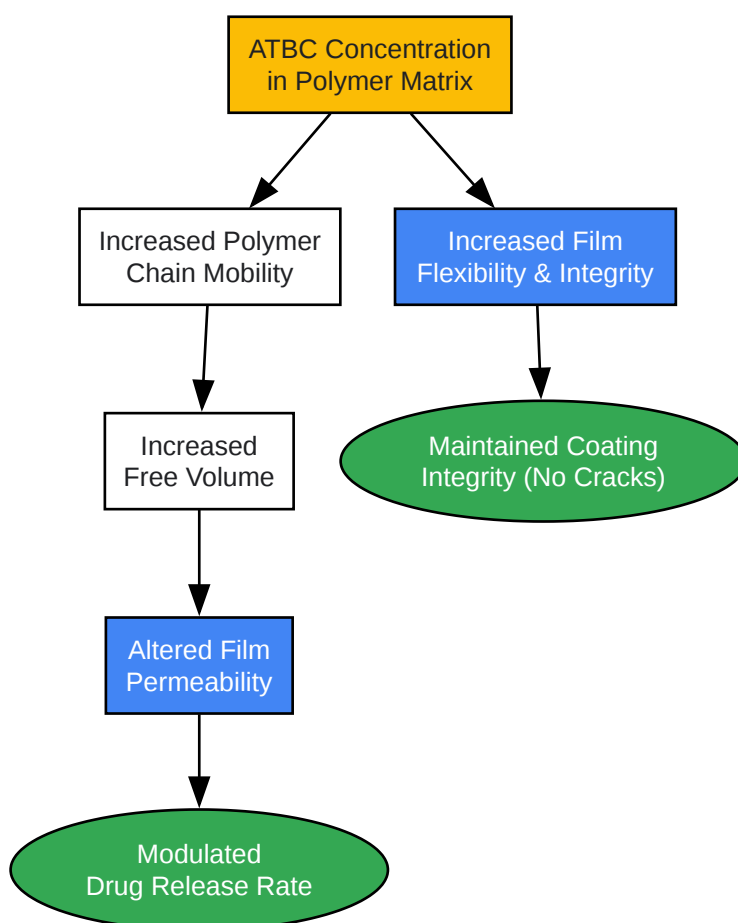 ATBC Concentration
in Polymer Matrix
Increased Polymer
Chain Mobility
Increased Film
Flexibility & Integrity
Increased
Free Volume
Maintained Coating
Integrity (No Cracks)
Altered Film
Permeability
Modulated
Drug Release Rate